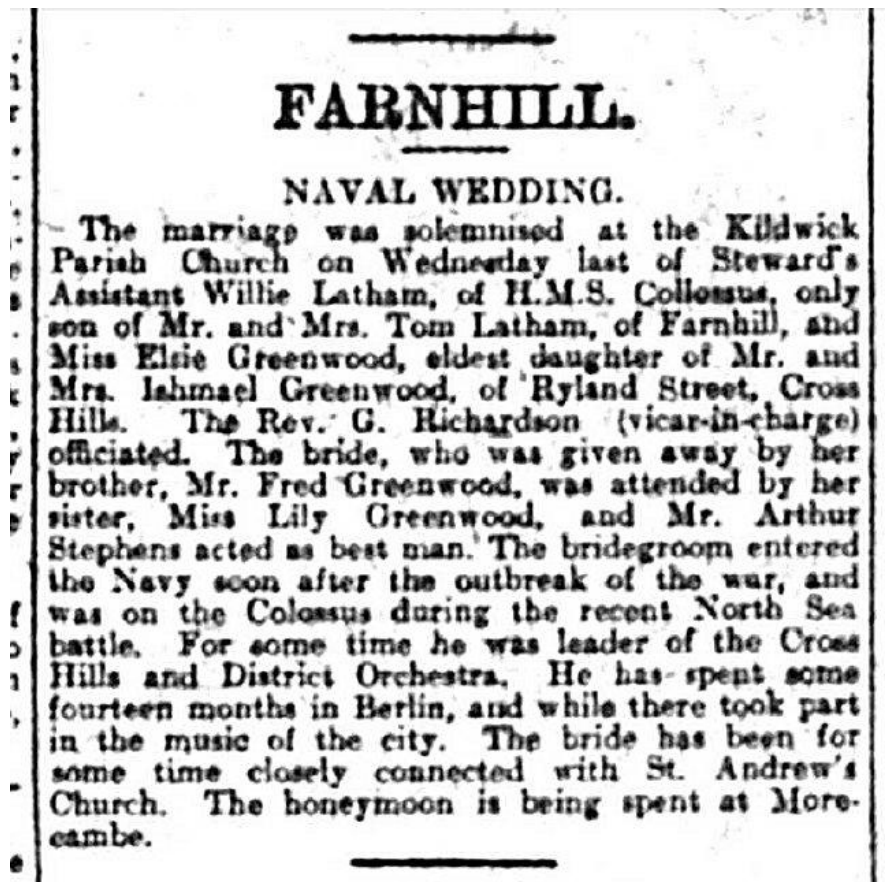 FARNHILL.
NAVAL WEDDING.
The marriage was solemnised at the Kildwick
Parish Church on Wednesday last of Steward's
Assistant Willie Latham, of H.M.S. Collossus, only
son of Mr. and Mrs. Tom Latham, of Farnhill, and
Miss Elsie Greenwood, eldest daughter of Mr. and
Mrs. Ishmael Greenwood, of Ryland Street, Cross
Hills. The Rev. G. Richardson (vicar-in-charge)
officiated. The bride, who was given away by her
brother, Mr. Fred Greenwood, was attended by her
sister, Miss Lily Greenwood, and Mr. Arthur
Stephens acted as best man. The bridegroom entered
the Navy soon after the outbreak of the war, and
was on the Colossus during the recent North Sea
battle. For some time he was leader of the Cross
Hills and District Orchestra. He has spent some
fourteen months in Berlin, and while there took part
in the music of the city. The bride has been for
some time closely connected with St. Andrew's
Church. The honeymoon is being spent at More-
cambe.